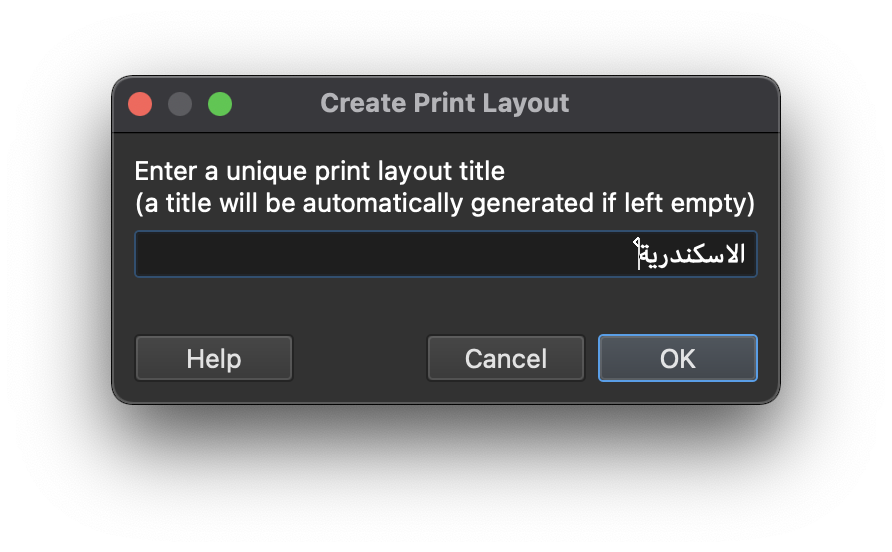 Create Print Layout
Enter a unique print layout title
(a title will be automatically generated if left empty)
الاسكندرية
Help
Cancel
OK